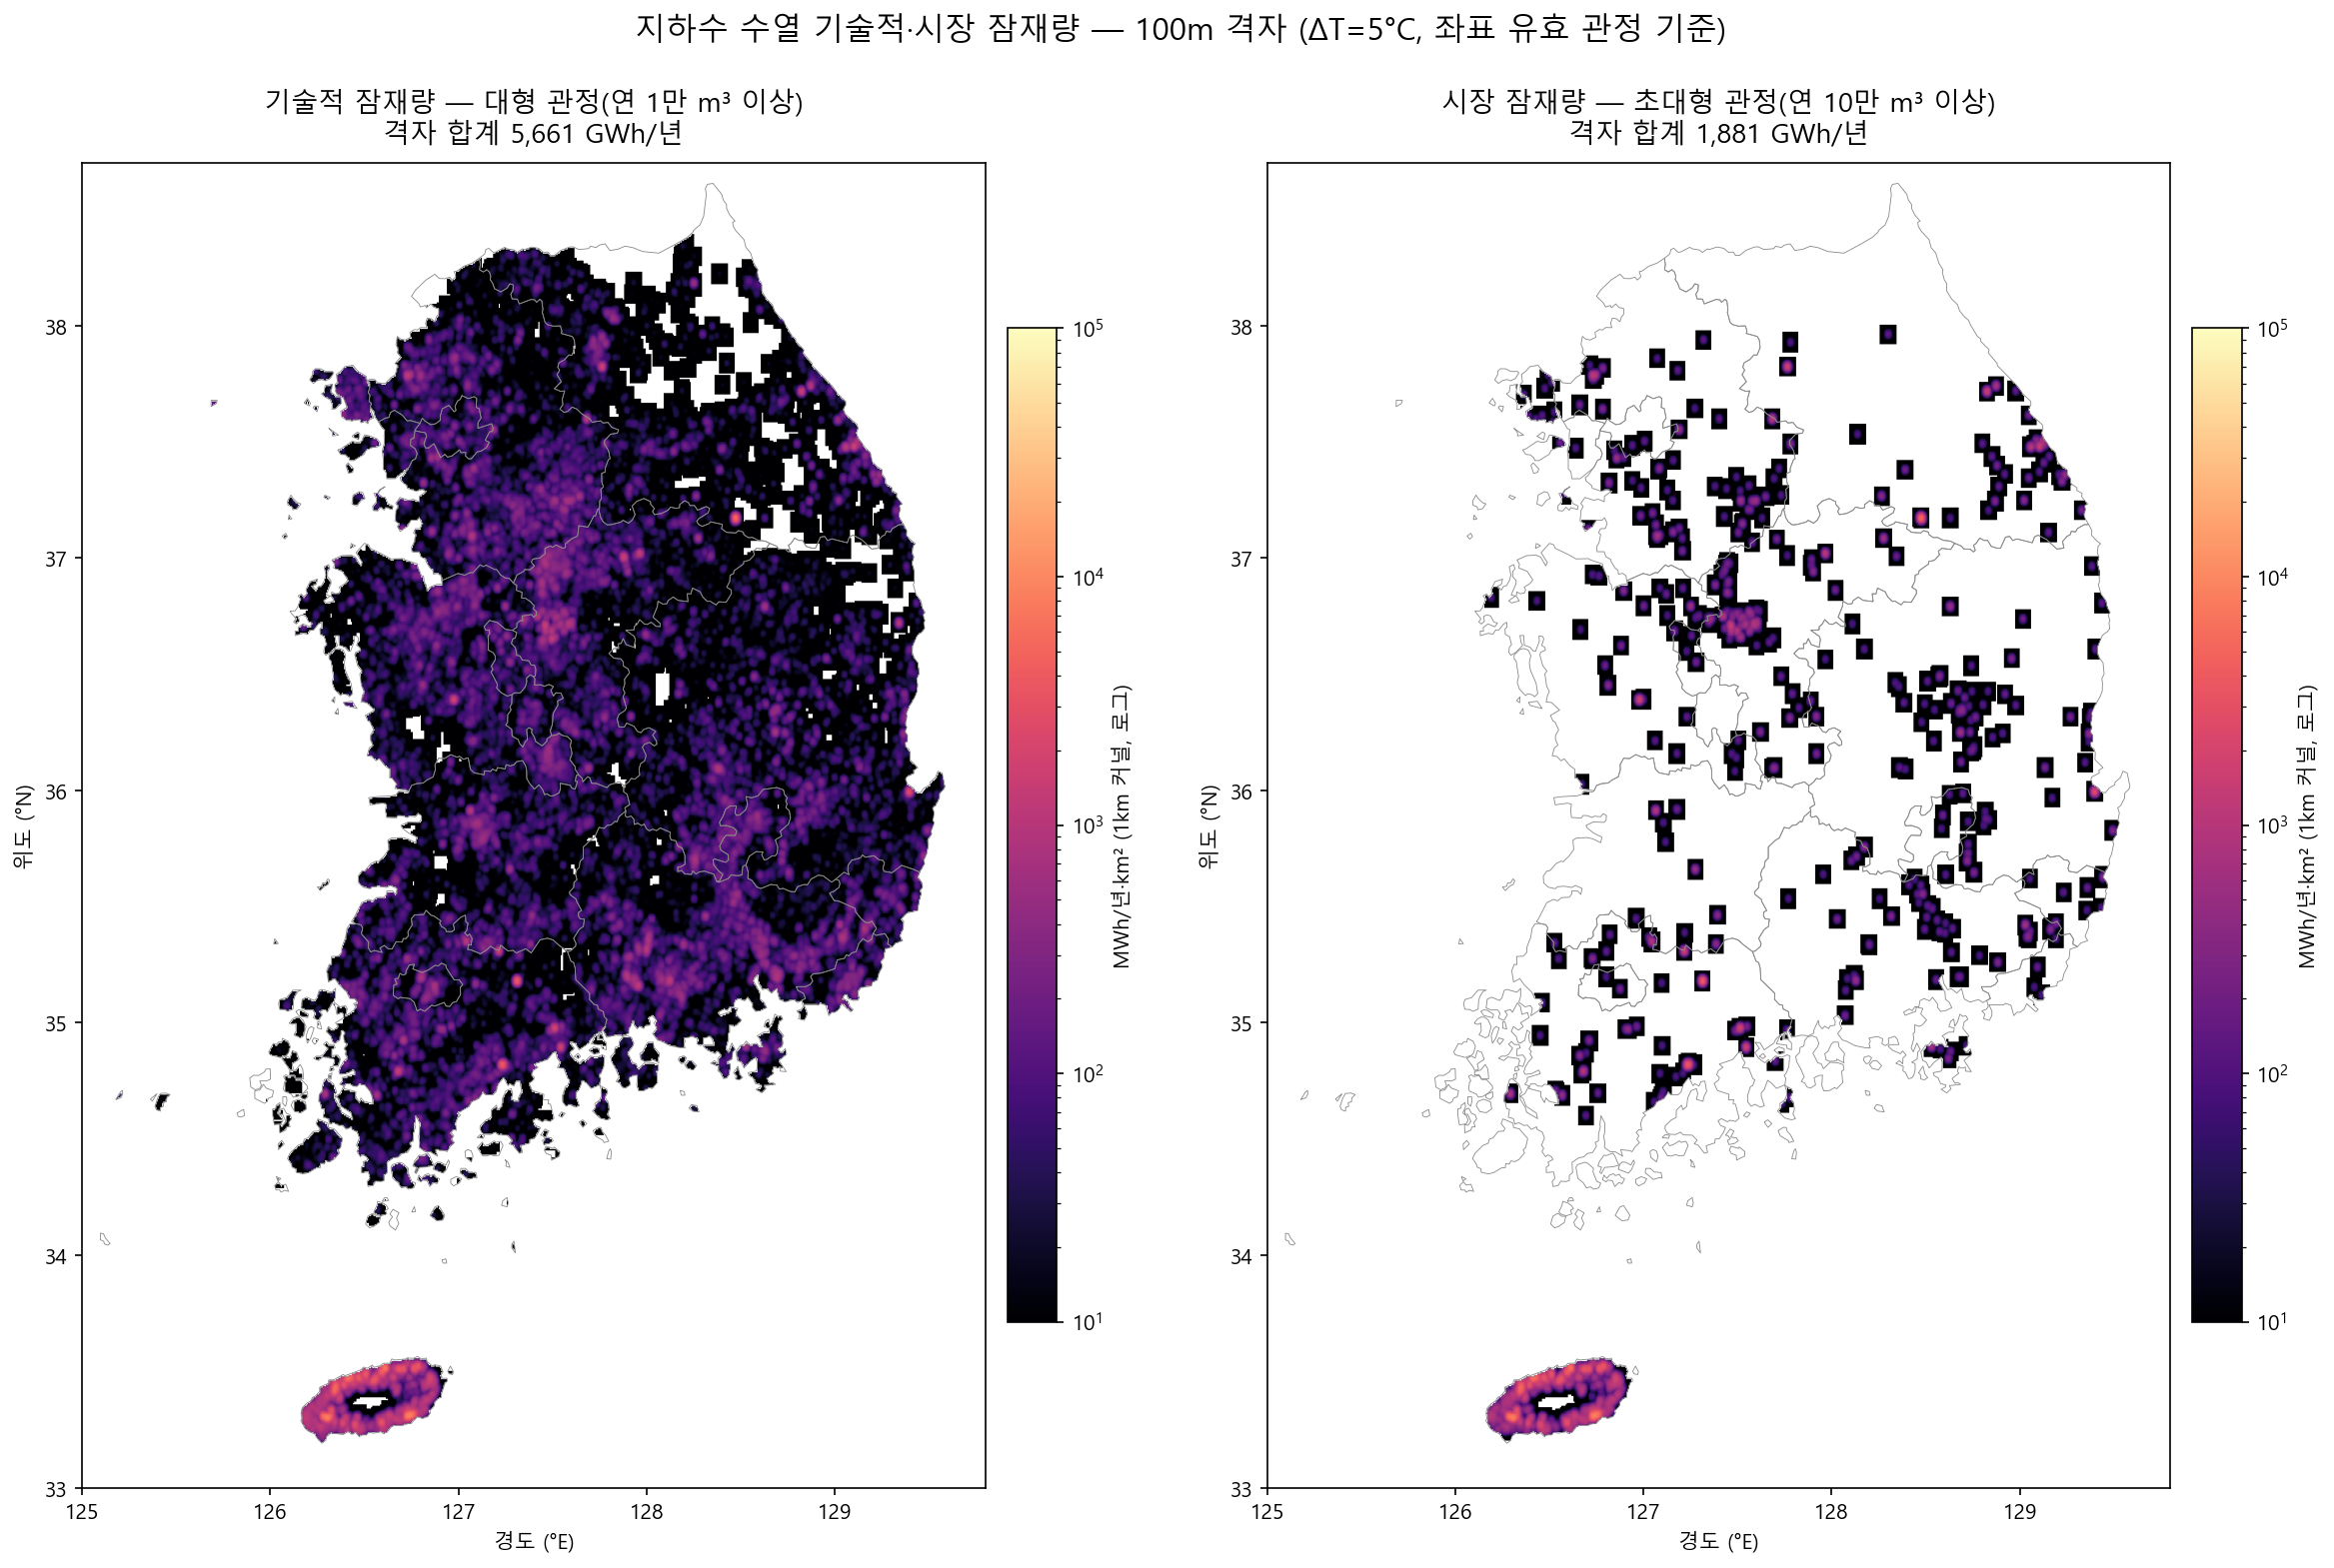 지하수 수열 기술적·시장 잠재량 — 100m 격자 (ΔT=5°C, 좌표 유효 관정 기준)
기술적 잠재량 — 대형 관정(연 1만 m³ 이상)
격자 합계 5,661 GWh/년
38
37
36
35
34
33
위도 (°N)
125
126
127
128
129
경도 (°E)
10⁵
10⁴
10³
10²
10¹
MWh/년·km² (1km 커널, 로그)
시장 잠재량 — 초대형 관정(연 10만 m³ 이상)
격자 합계 1,881 GWh/년
38
37
36
35
34
33
위도 (°N)
125
126
127
128
129
경도 (°E)
10⁵
10⁴
10³
10²
10¹
MWh/년·km² (1km 커널, 로그)